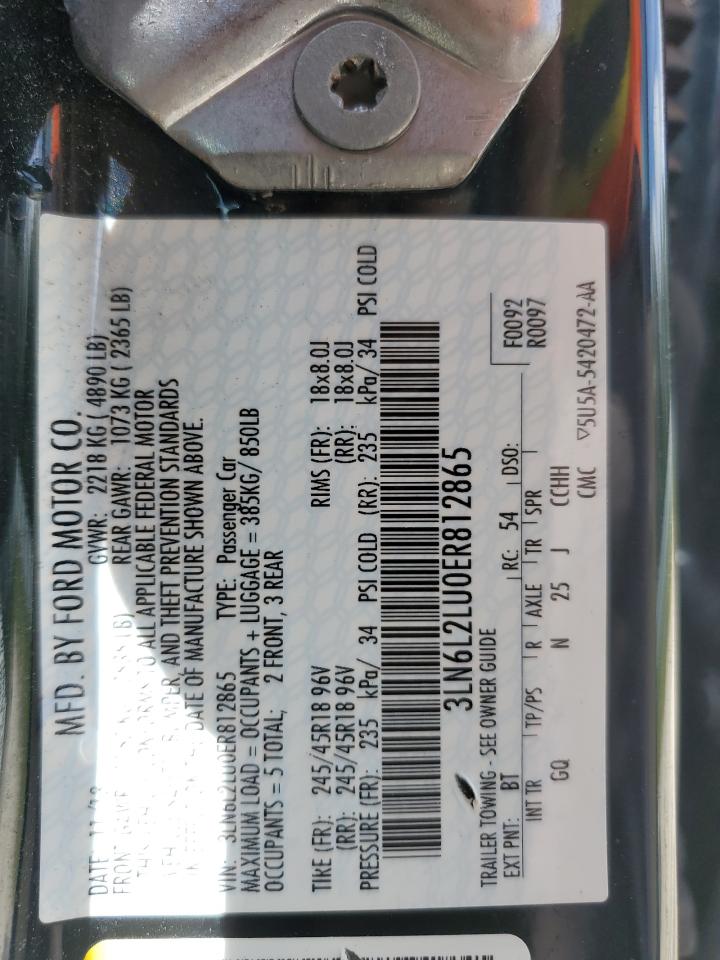 MFD. BY FORD MOTOR CO.
DATE GVWR: 2218 KG ( 4890 LB)
FRONT REAR GAWR: 1073 KG ( 2365 LB)
TO ALL APPLICABLE FEDERAL MOTOR
AND THEFT PREVENTION STANDARDS
DATE OF MANUFACTURE SHOWN ABOVE.
VIN: 3LN6L2LU0ER812865 TYPE: Passenger Car
MAXIMUM LOAD = OCCUPANTS + LUGGAGE = 385KG/ 850LB
OCCUPANTS = 5 TOTAL; 2 FRONT, 3 REAR
TIRE (FR): 245/45R18 96V RIMS (FR): 18x8.0J
(RR): 245/45R18 96V (RR): 18x8.0J
PRESSURE (FR): 235 kPa/ 34 PSI COLD (RR): 235 kPa/ 34 PSI COLD
3LN6L2LU0ER812865
TRAILER TOWING - SEE OWNER GUIDE
EXT PNT: BT RC: 54 DSO: F0092
INT TR TP/PS R AXLE TR SPR R0097
GQ N 25 J CCHH
CMC ▽5U5A-5420472-AA